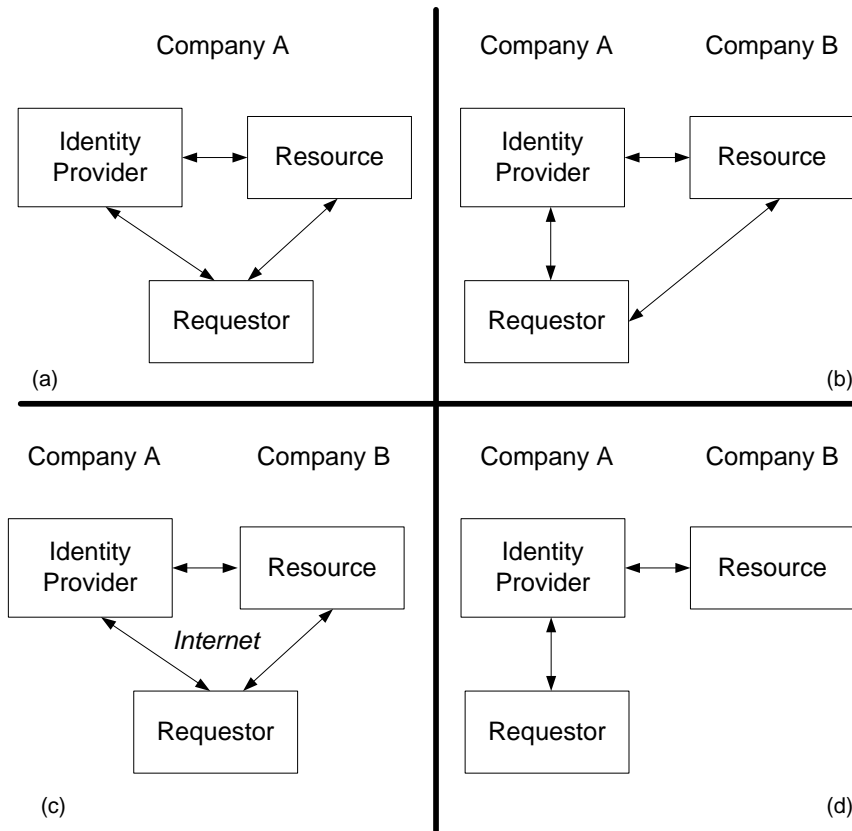 Company A
Identity
Provider
Resource
Requestor
(a)
Company A
Company B
Identity
Provider
Resource
Requestor
(b)
Company A
Company B
Identity
Provider
Resource
Internet
Requestor
(c)
Company A
Company B
Identity
Provider
Resource
Requestor
(d)